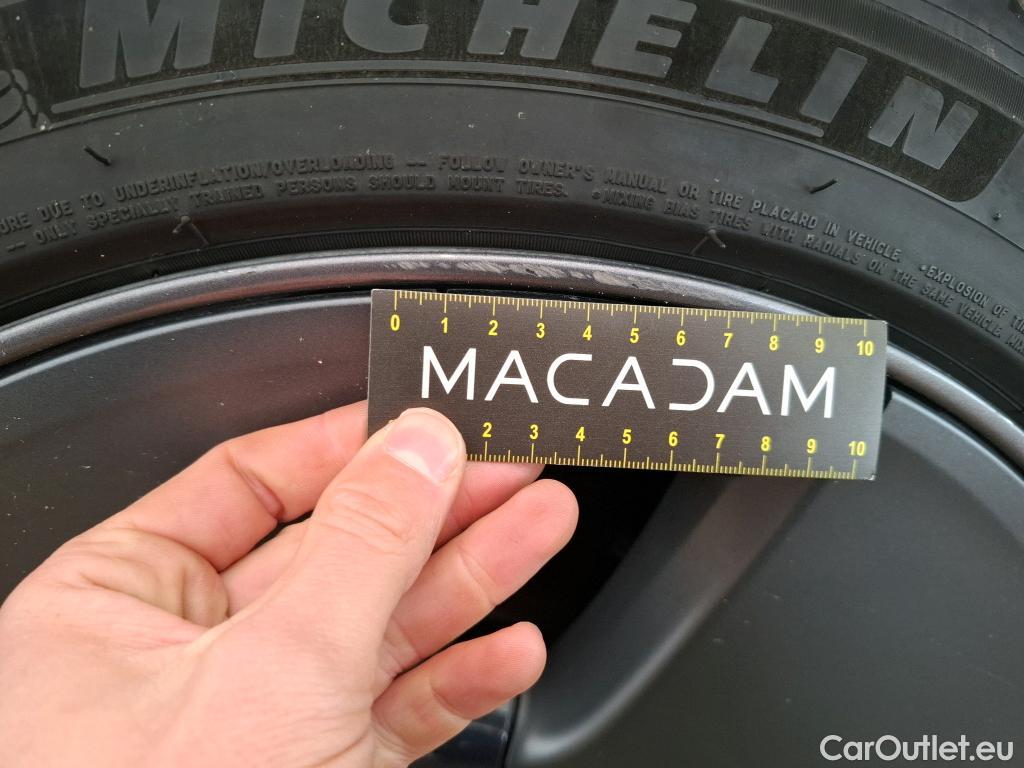 MICHELIN
URE DUE TO UNDERINFLATION/OVERLOADING -- FOLLOW OWNER'S MANUAL OR TIRE PLACARD IN VEHICLE. •EXPLOSION OF TI
-- ONLY SPECIALLY TRAINED PERSONS SHOULD MOUNT TIRES. •MIXING BIAS TIRES WITH RADIALS ON THE SAME VEHICLE
0 1 2 3 4 5 6 7 8 9 10
MACADAM
2 3 4 5 6 7 8 9 10
CarOutlet.eu